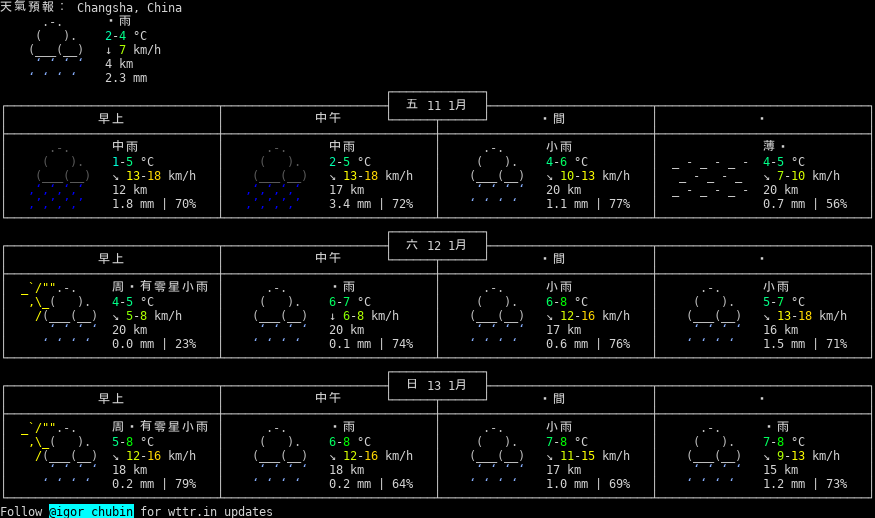 天氣預報： Changsha, China
・雨
2-4 °C
↓ 7 km/h
4 km
2.3 mm
五 11 1月
早上 中午 ・間 ・
中雨 中雨 小雨 薄・
1-5 °C 2-5 °C 4-6 °C 4-5 °C
↘ 13-18 km/h ↘ 13-18 km/h ↘ 10-13 km/h ↘ 7-10 km/h
12 km 17 km 20 km 20 km
1.8 mm | 70% 3.4 mm | 72% 1.1 mm | 77% 0.7 mm | 56%
六 12 1月
早上 中午 ・間 ・
周・有零星小雨 ・雨 小雨 小雨
4-5 °C 6-7 °C 6-8 °C 5-7 °C
↘ 5-8 km/h ↓ 6-8 km/h ↘ 12-16 km/h ↘ 13-18 km/h
20 km 20 km 17 km 16 km
0.0 mm | 23% 0.1 mm | 74% 0.6 mm | 76% 1.5 mm | 71%
日 13 1月
早上 中午 ・間 ・
周・有零星小雨 ・雨 小雨 ・雨
5-8 °C 6-8 °C 7-8 °C 7-8 °C
↘ 12-16 km/h ↘ 12-16 km/h ↘ 11-15 km/h ↘ 9-13 km/h
18 km 18 km 17 km 15 km
0.2 mm | 79% 0.2 mm | 64% 1.0 mm | 69% 1.2 mm | 73%
Follow @igor_chubin for wttr.in updates